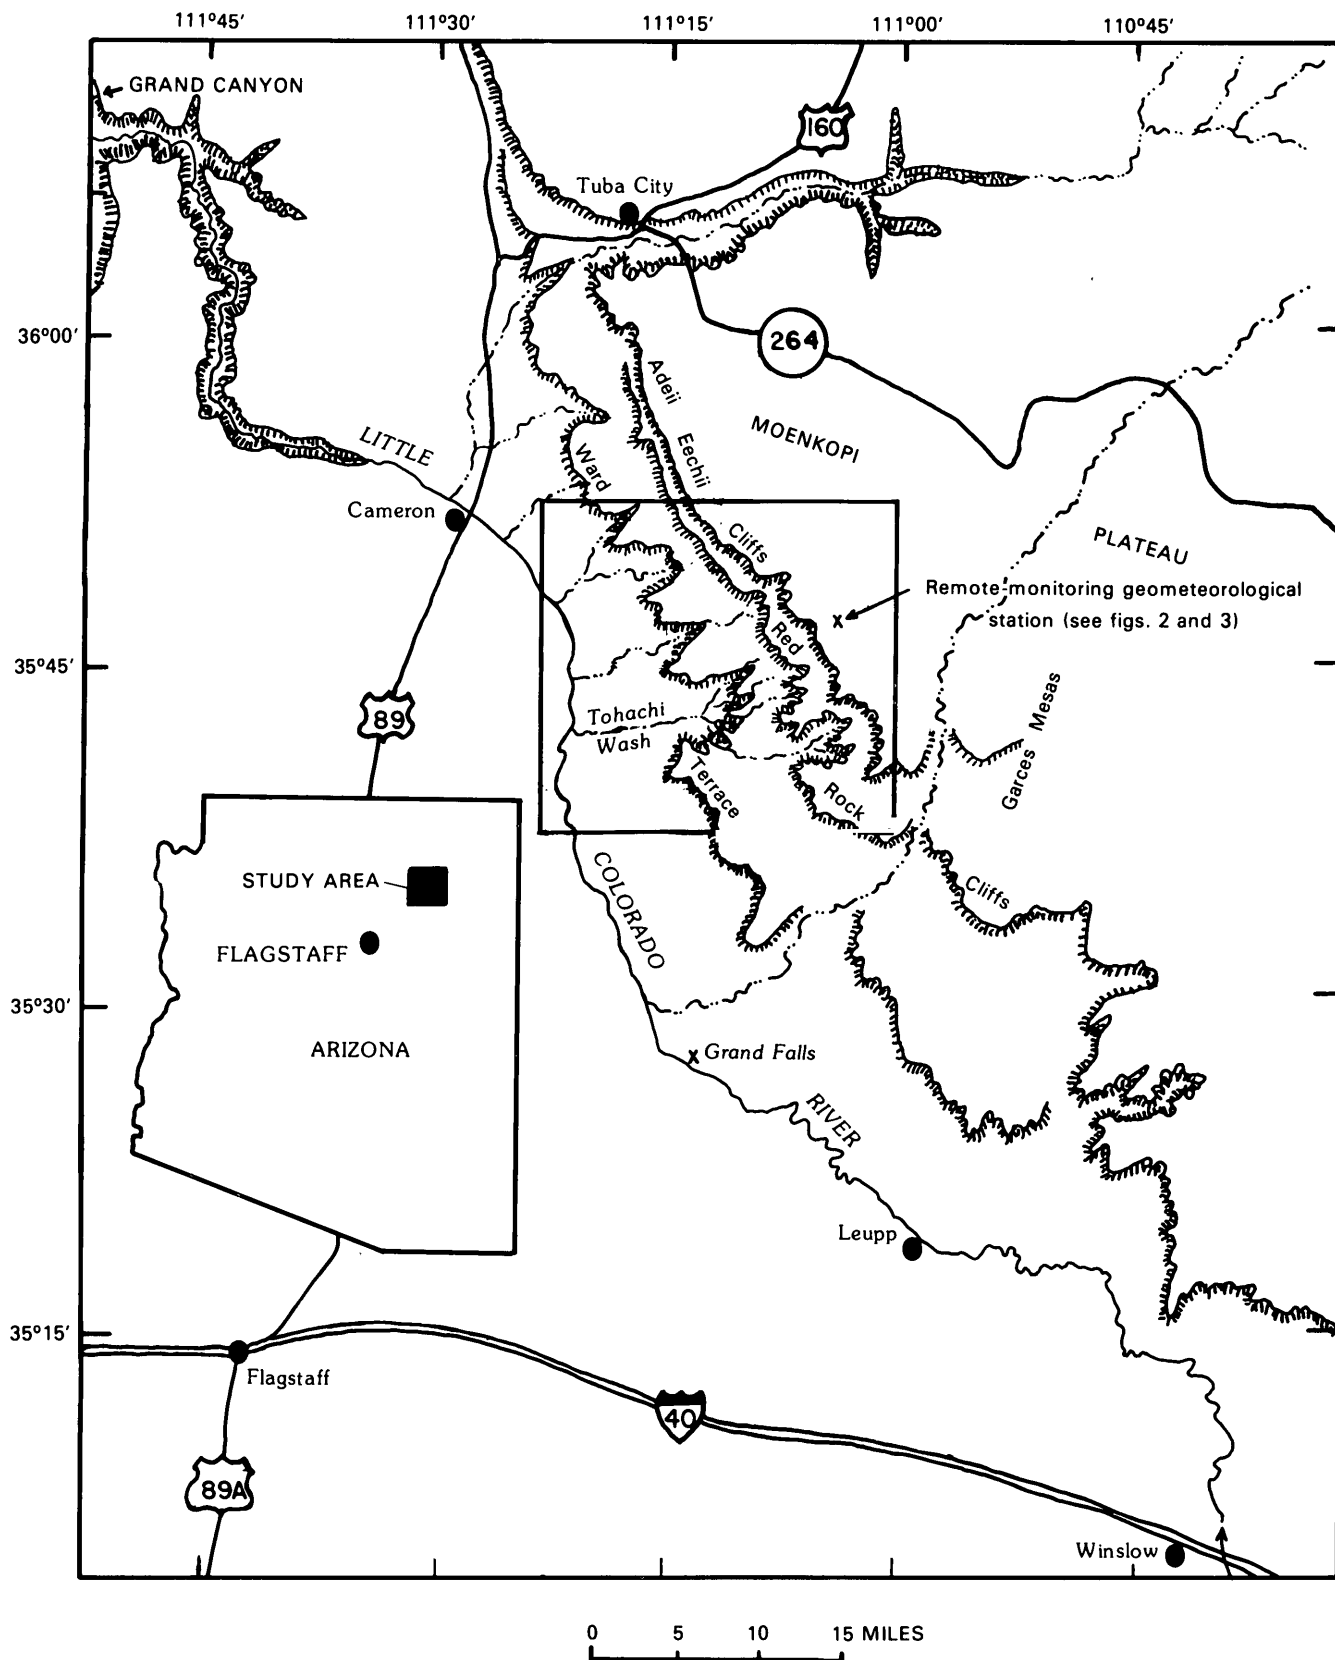 111°45′ 111°30′ 111°15′ 111°00′ 110°45′
GRAND CANYON
160
Tuba City
36°00′
264
Adeii
Eechii
Cliffs
MOENKOPI
PLATEAU
LITTLE
Ward
Cameron
Remote-monitoring geometeorological
station (see figs. 2 and 3)
x
Red
35°45′
89
Tohachi
Wash
Terrace
Rock
Garces Mesas
Cliffs
STUDY AREA
FLAGSTAFF
COLORADO
35°30′
ARIZONA
x Grand Falls
RIVER
Leupp
35°15′
Flagstaff
40
89A
Winslow
0 5 10 15 MILES